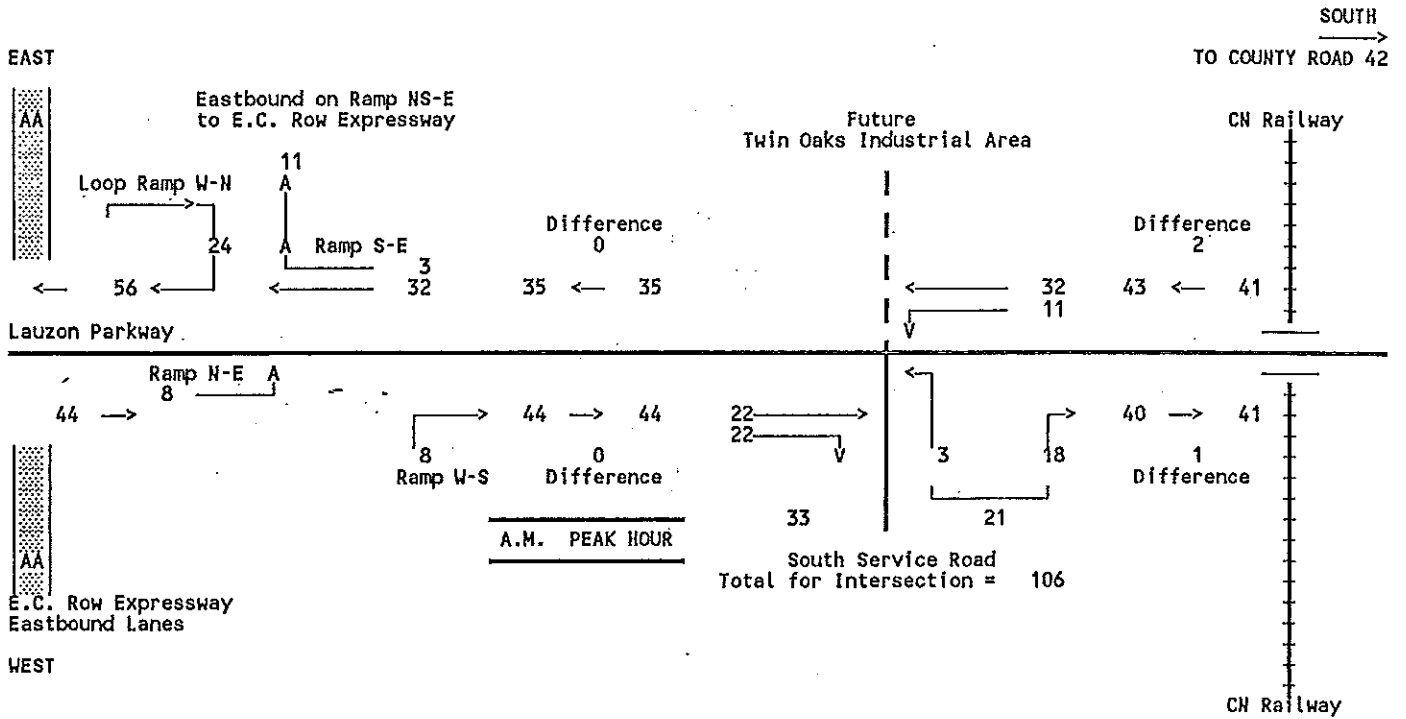 SOUTH
EAST
TO COUNTY ROAD 42
Eastbound on Ramp NS-E
to E.C. Row Expressway
AA
Future
Twin Oaks Industrial Area
CN Railway
11
A
Loop Ramp W-N
Difference
0
Difference
2
24
A Ramp S-E
3
56 32 35 35 32 43 41
11
V
Lauzon Parkway
Ramp N-E A
8
44 44 44 22 40 41
22
V
8 0 3 18 1
Ramp W-S Difference Difference
33 21
A.M. PEAK HOUR
AA
South Service Road
Total for Intersection = 106
E.C. Row Expressway
Eastbound Lanes
WEST
CN Railway